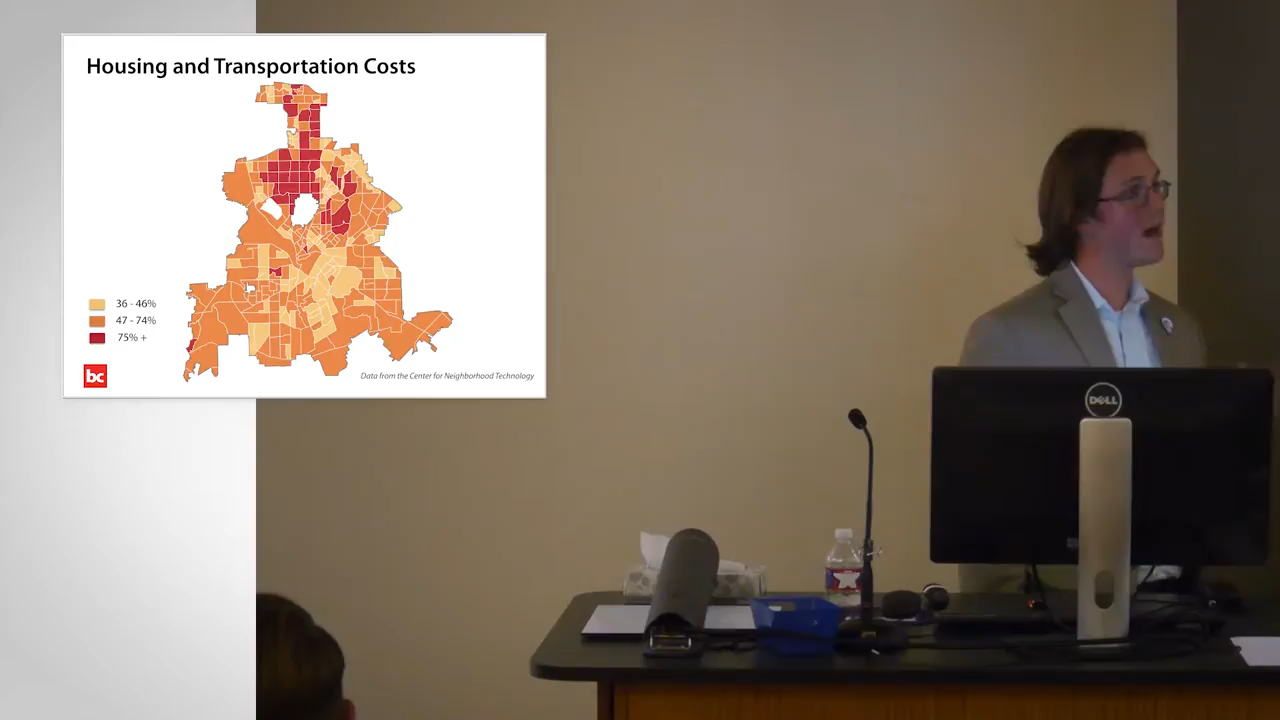 Housing and Transportation Costs
36 - 46%
47 - 74%
75% +
bc
Data from the Center for Neighborhood Technology
DELL